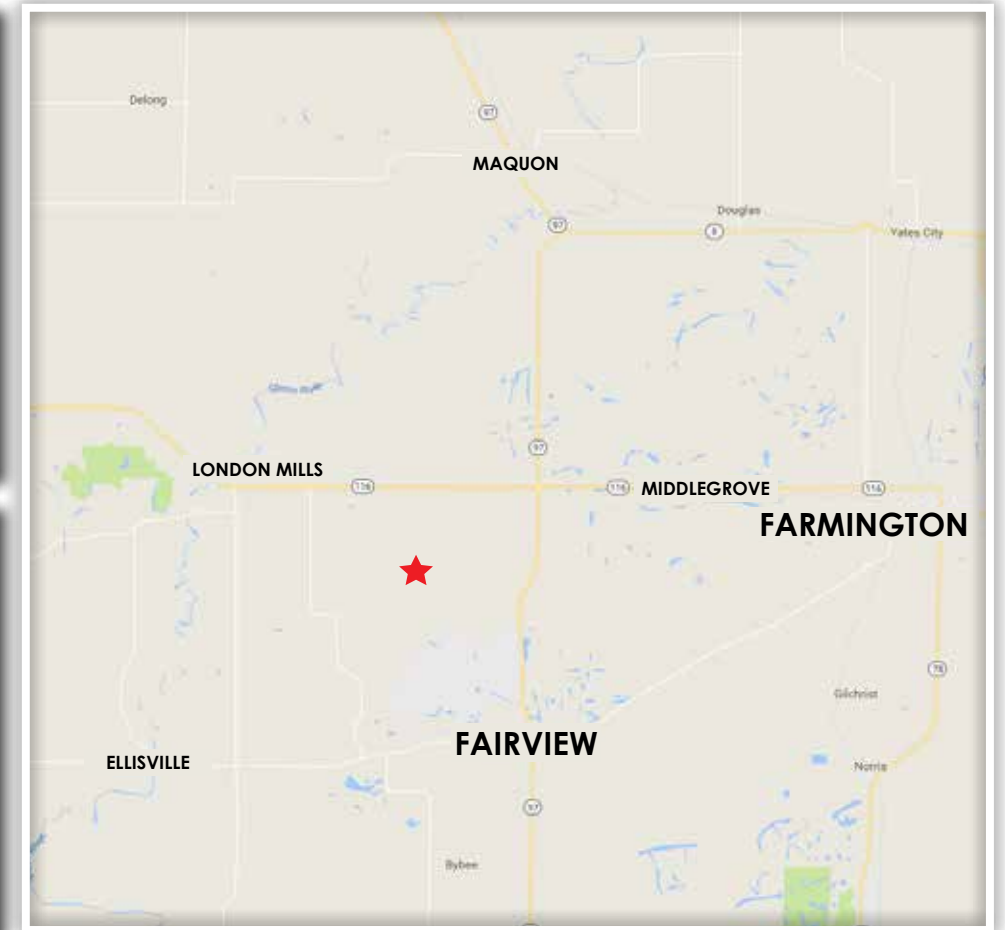 Delong
97
MAQUON
Douglas
97
8
Yates City
97
LONDON MILLS
116
116
MIDDLEGROVE
116
FARMINGTON
78
Gilchrist
FAIRVIEW
ELLISVILLE
Norris
97
Bybee